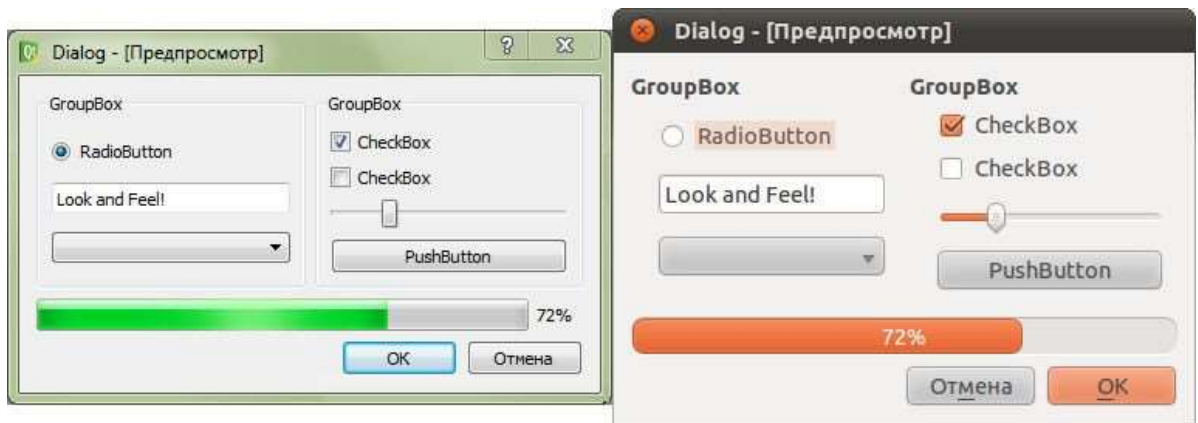 Dialog - [Предпросмотр]
GroupBox
RadioButton
Look and Feel!
GroupBox
CheckBox
CheckBox
PushButton
72%
OK
Отмена
Dialog - [Предпросмотр]
GroupBox
RadioButton
Look and Feel!
GroupBox
CheckBox
CheckBox
PushButton
72%
Отмена
OK